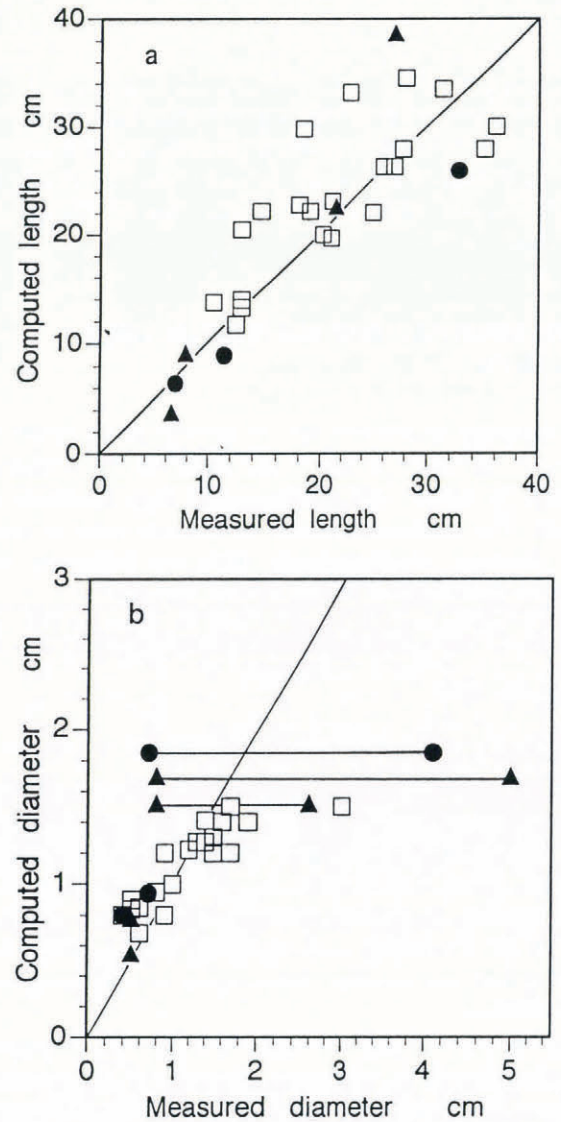 a
40
30
20
10
0
Computed length cm
0 10 20 30 40
Measured length cm
b
3
2
1
0
Computed diameter cm
0 1 2 3 4 5
Measured diameter cm